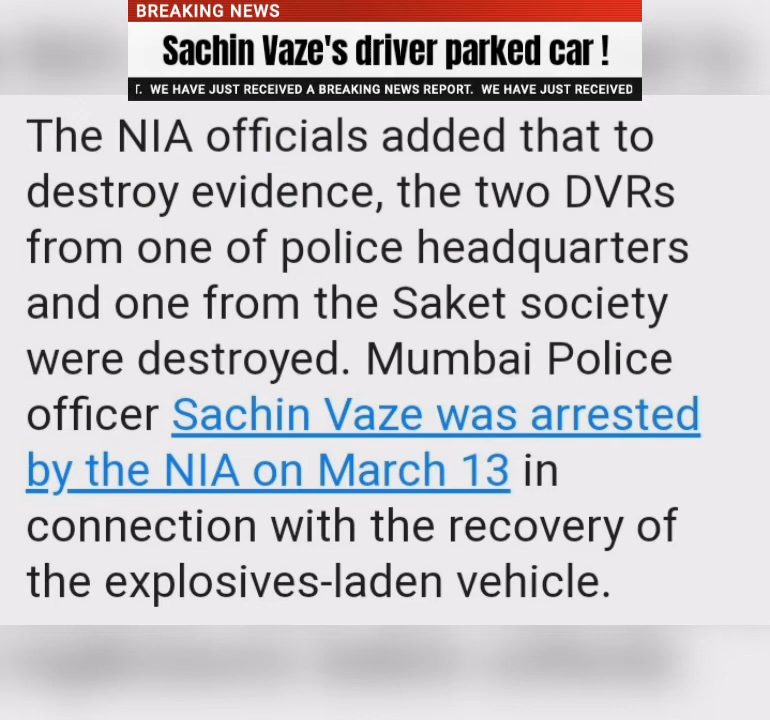 BREAKING NEWS
Sachin Vaze's driver parked car !
T. WE HAVE JUST RECEIVED A BREAKING NEWS REPORT. WE HAVE JUST RECEIVED
The NIA officials added that to
destroy evidence, the two DVRs
from one of police headquarters
and one from the Saket society
were destroyed. Mumbai Police
officer Sachin Vaze was arrested
by the NIA on March 13 in
connection with the recovery of
the explosives-laden vehicle.